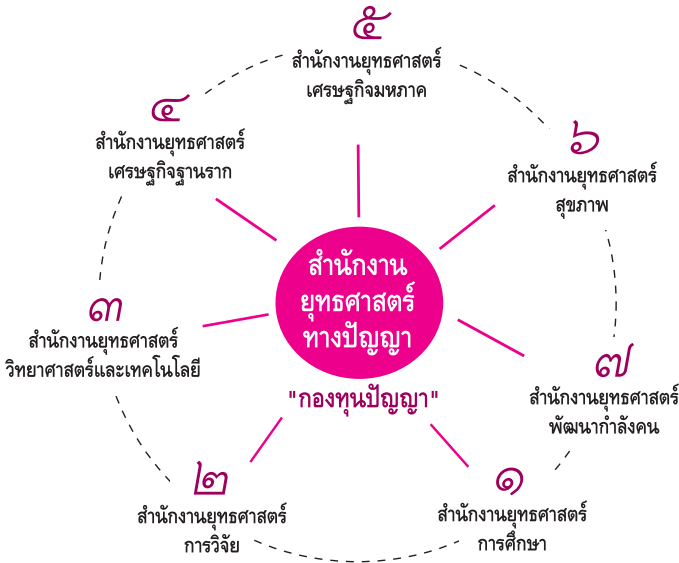 ๕
สำนักงานยุทธศาสตร์
เศรษฐกิจมหภาค
๔
สำนักงานยุทธศาสตร์
เศรษฐกิจฐานราก
๖
สำนักงานยุทธศาสตร์
สุขภาพ
สำนักงาน
ยุทธศาสตร์
ทางปัญญา
"กองทุนปัญญา"
๓
สำนักงานยุทธศาสตร์
วิทยาศาสตร์และเทคโนโลยี
๗
สำนักงานยุทธศาสตร์
พัฒนากำลังคน
๒
สำนักงานยุทธศาสตร์
การวิจัย
๑
สำนักงานยุทธศาสตร์
การศึกษา